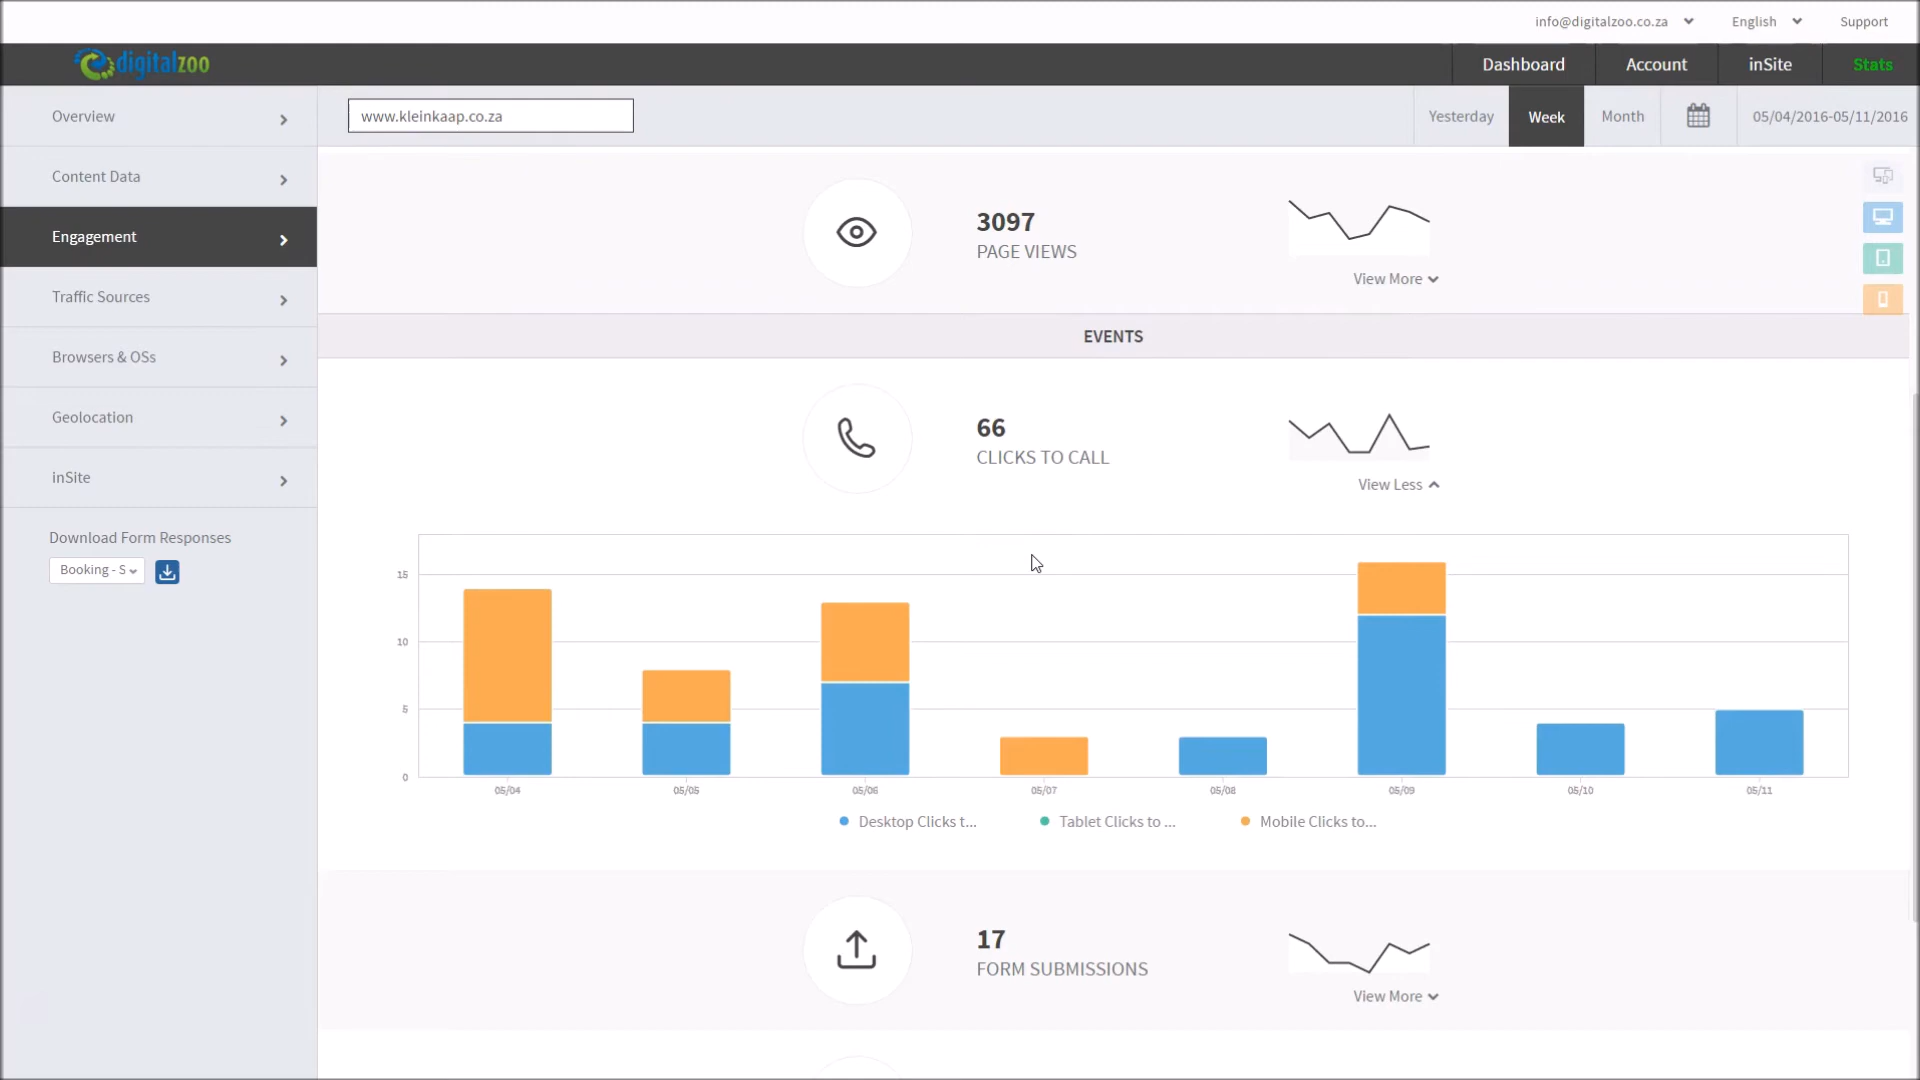 info@digitalzoo.co.za English Support
digitalzoo Dashboard Account inSite Stats
Overview
www.kleinkaap.co.za
Yesterday Week Month 05/04/2016-05/11/2016
Content Data
Engagement
Traffic Sources
Browsers & OSs
Geolocation
inSite
Download Form Responses
Booking - S
3097
PAGE VIEWS
View More
EVENTS
66
CLICKS TO CALL
View Less
15
10
5
0
05/04 05/05 05/06 05/07 05/08 05/09 05/10 05/11
Desktop Clicks t... Tablet Clicks to ... Mobile Clicks to...
17
FORM SUBMISSIONS
View More